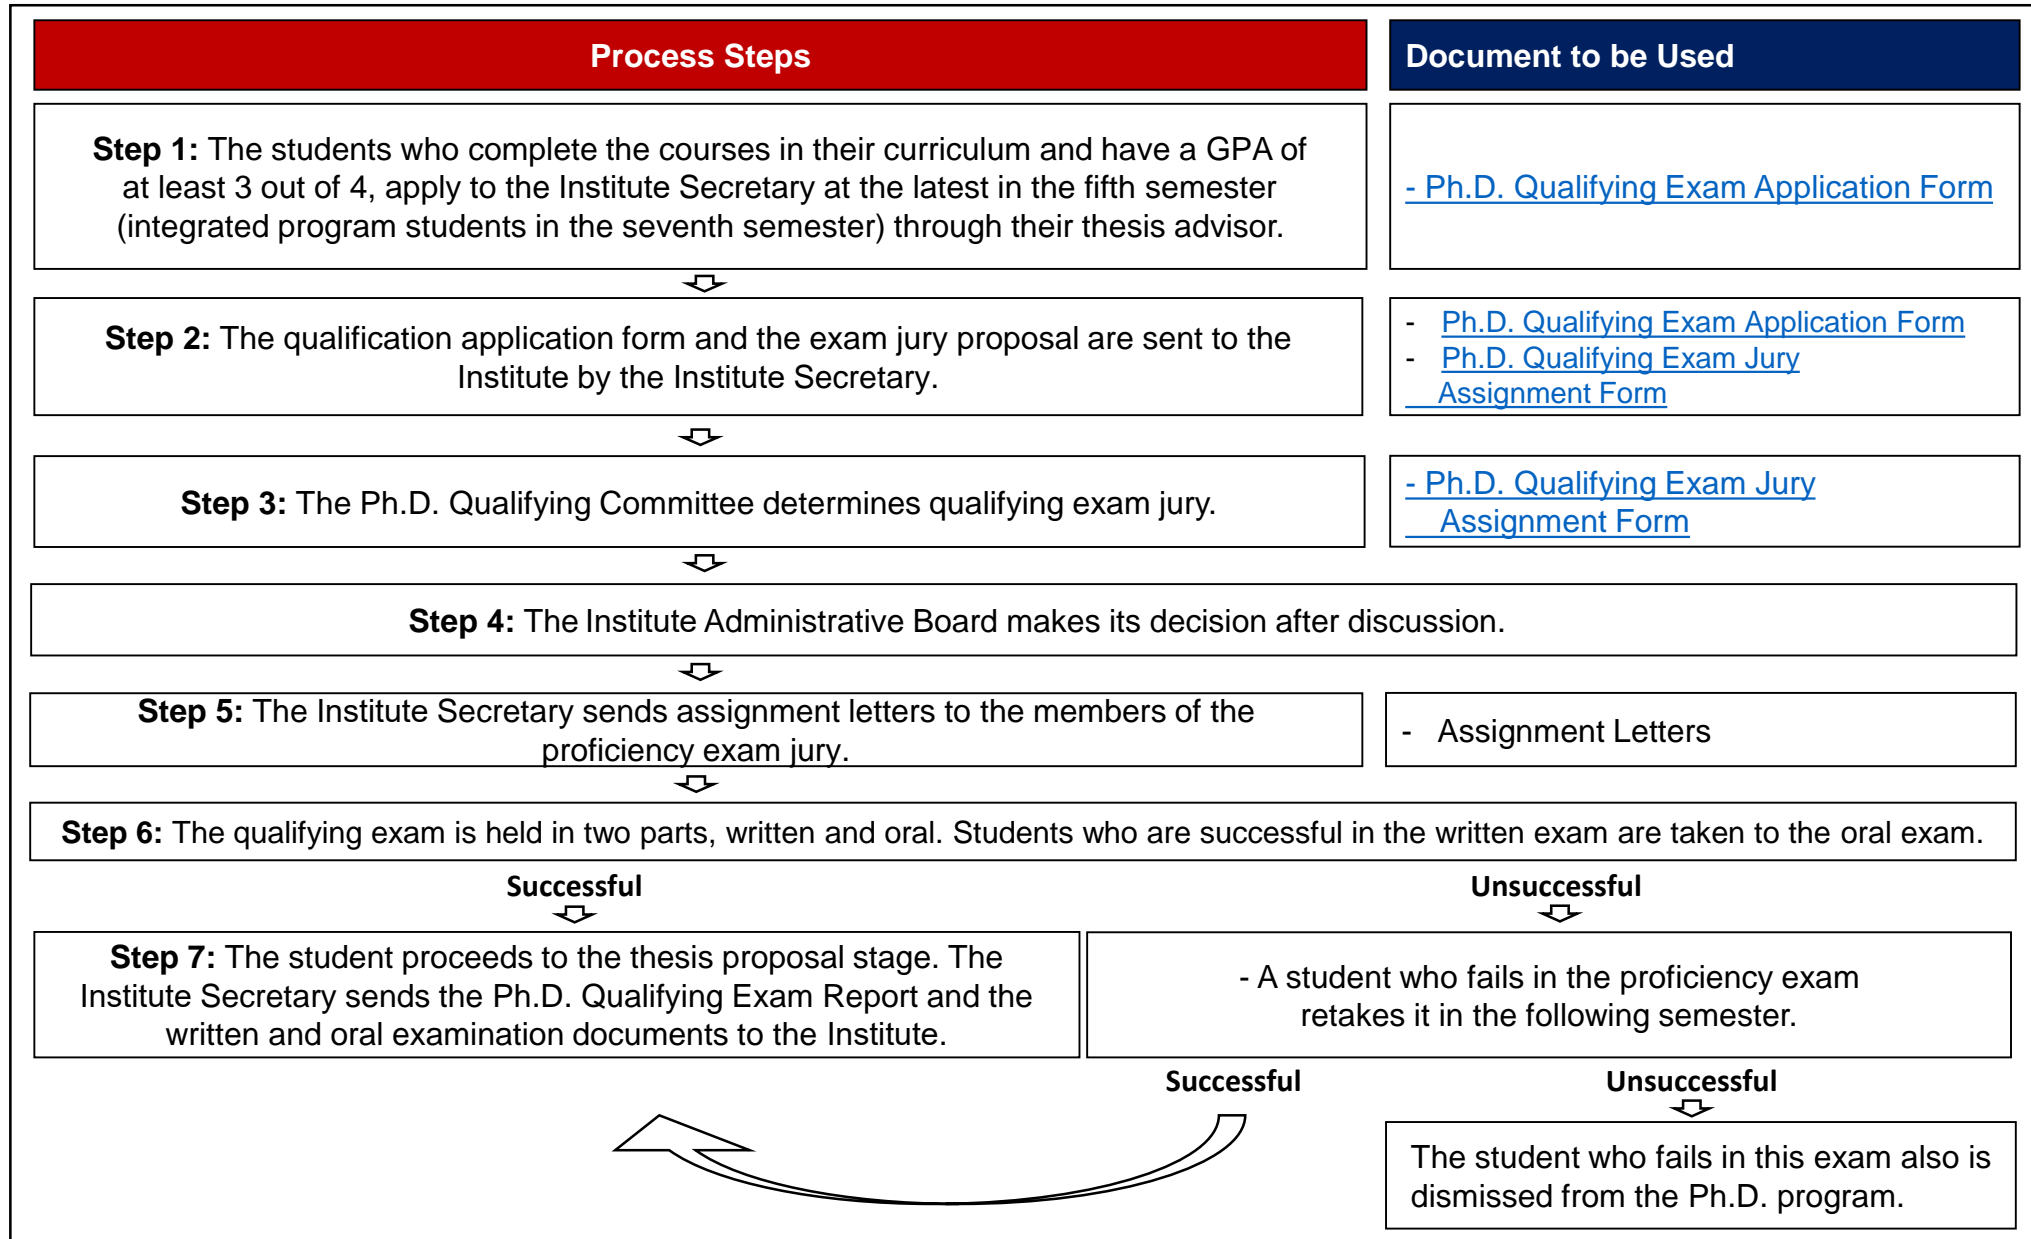 Process Steps
Document to be Used
Step 1: The students who complete the courses in their curriculum and have a GPA of
at least 3 out of 4, apply to the Institute Secretary at the latest in the fifth semester
(integrated program students in the seventh semester) through their thesis advisor.
- Ph.D. Qualifying Exam Application Form
Step 2: The qualification application form and the exam jury proposal are sent to the
Institute by the Institute Secretary.
- Ph.D. Qualifying Exam Application Form
- Ph.D. Qualifying Exam Jury
Assignment Form
Step 3: The Ph.D. Qualifying Committee determines qualifying exam jury.
- Ph.D. Qualifying Exam Jury
Assignment Form
Step 4: The Institute Administrative Board makes its decision after discussion.
Step 5: The Institute Secretary sends assignment letters to the members of the
proficiency exam jury.
- Assignment Letters
Step 6: The qualifying exam is held in two parts, written and oral. Students who are successful in the written exam are taken to the oral exam.
Successful
Unsuccessful
Step 7: The student proceeds to the thesis proposal stage. The
Institute Secretary sends the Ph.D. Qualifying Exam Report and the
written and oral examination documents to the Institute.
- A student who fails in the proficiency exam
retakes it in the following semester.
Successful
Unsuccessful
The student who fails in this exam also is
dismissed from the Ph.D. program.